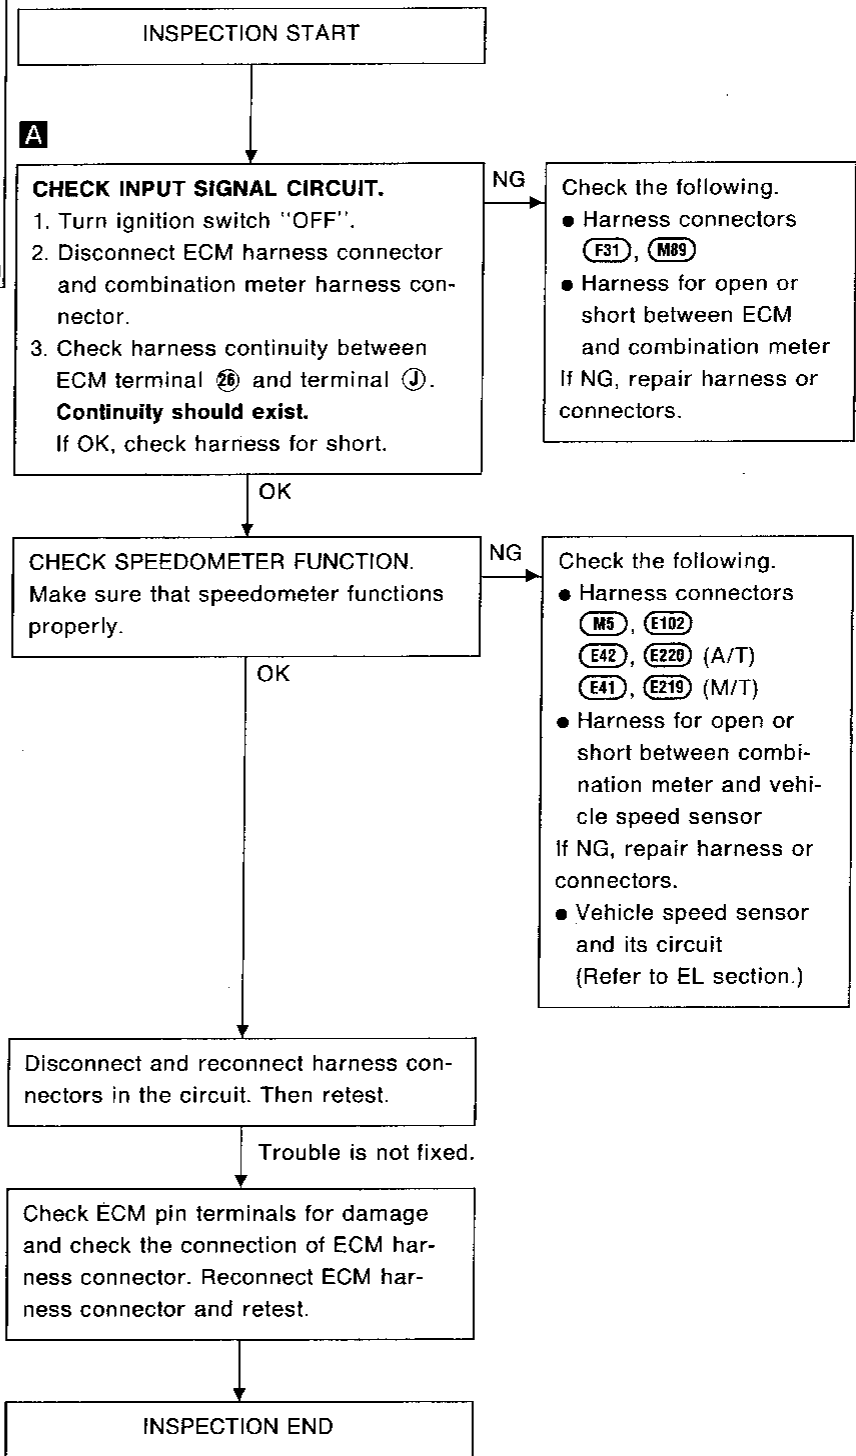 INSPECTION START
A
CHECK INPUT SIGNAL CIRCUIT.
1. Turn ignition switch "OFF".
2. Disconnect ECM harness connector
and combination meter harness con-
nector.
3. Check harness continuity between
ECM terminal 26 and terminal J.
Continuity should exist.
If OK, check harness for short.
NG
Check the following.
● Harness connectors
F31, M89
● Harness for open or
short between ECM
and combination meter
If NG, repair harness or
connectors.
OK
CHECK SPEEDOMETER FUNCTION.
Make sure that speedometer functions
properly.
NG
Check the following.
● Harness connectors
M5, E102
E42, E220 (A/T)
E41, E219 (M/T)
● Harness for open or
short between combi-
nation meter and vehi-
cle speed sensor
If NG, repair harness or
connectors.
● Vehicle speed sensor
and its circuit
(Refer to EL section.)
OK
Disconnect and reconnect harness con-
nectors in the circuit. Then retest.
Trouble is not fixed.
Check ECM pin terminals for damage
and check the connection of ECM har-
ness connector. Reconnect ECM har-
ness connector and retest.
INSPECTION END